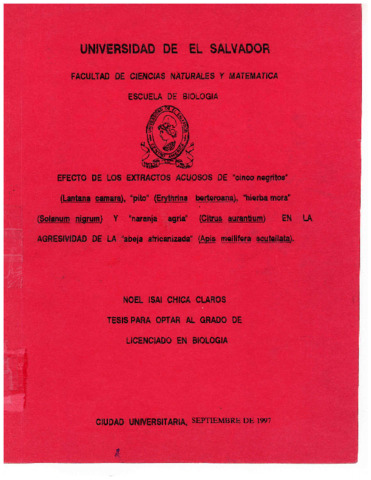 UNIVERSIDAD DE EL SALVADOR
FACULTAD DE CIENCIAS NATURALES Y MATEMATICA
ESCUELA DE BIOLOGIA
EFECTO DE LOS EXTRACTOS ACUOSOS DE "cinco negritos"
(Lantana camara), "pito" (Erythrina berteroana), "hierba mora"
(Solanum nigrum) Y "naranja agria" (Citrus aurantium) EN LA
AGRESIVIDAD DE LA "abeja africanizada" (Apis mellifera scutellata).
NOEL ISAI CHICA CLAROS
TESIS PARA OPTAR AL GRADO DE
LICENCIADO EN BIOLOGIA
CIUDAD UNIVERSITARIA, SEPTIEMBRE DE 1997